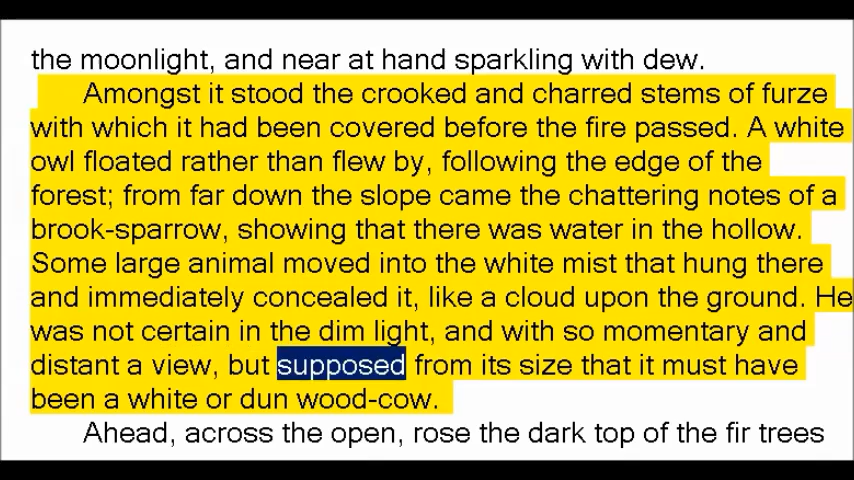 the moonlight, and near at hand sparkling with dew.
Amongst it stood the crooked and charred stems of furze
with which it had been covered before the fire passed. A white
owl floated rather than flew by, following the edge of the
forest; from far down the slope came the chattering notes of a
brook-sparrow, showing that there was water in the hollow.
Some large animal moved into the white mist that hung there
and immediately concealed it, like a cloud upon the ground. He
was not certain in the dim light, and with so momentary and
distant a view, but supposed from its size that it must have
been a white or dun wood-cow.
Ahead, across the open, rose the dark top of the fir trees